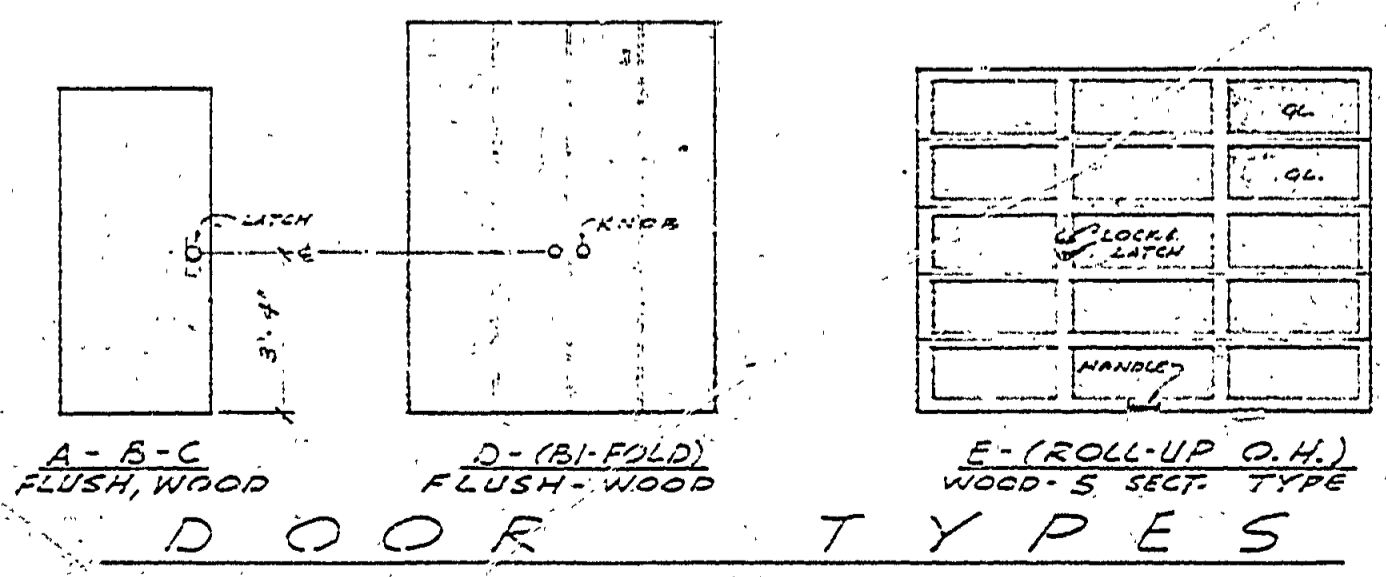 GL.
GL.
LATCH
KNOB
LOCK &
LATCH
℄
3'-4"
HANDLE
A - B - C
FLUSH, WOOD
D - (BI-FOLD)
FLUSH - WOOD
E - (ROLL-UP O.H.)
WOOD - 5 SECT. TYPE
DOOR TYPES